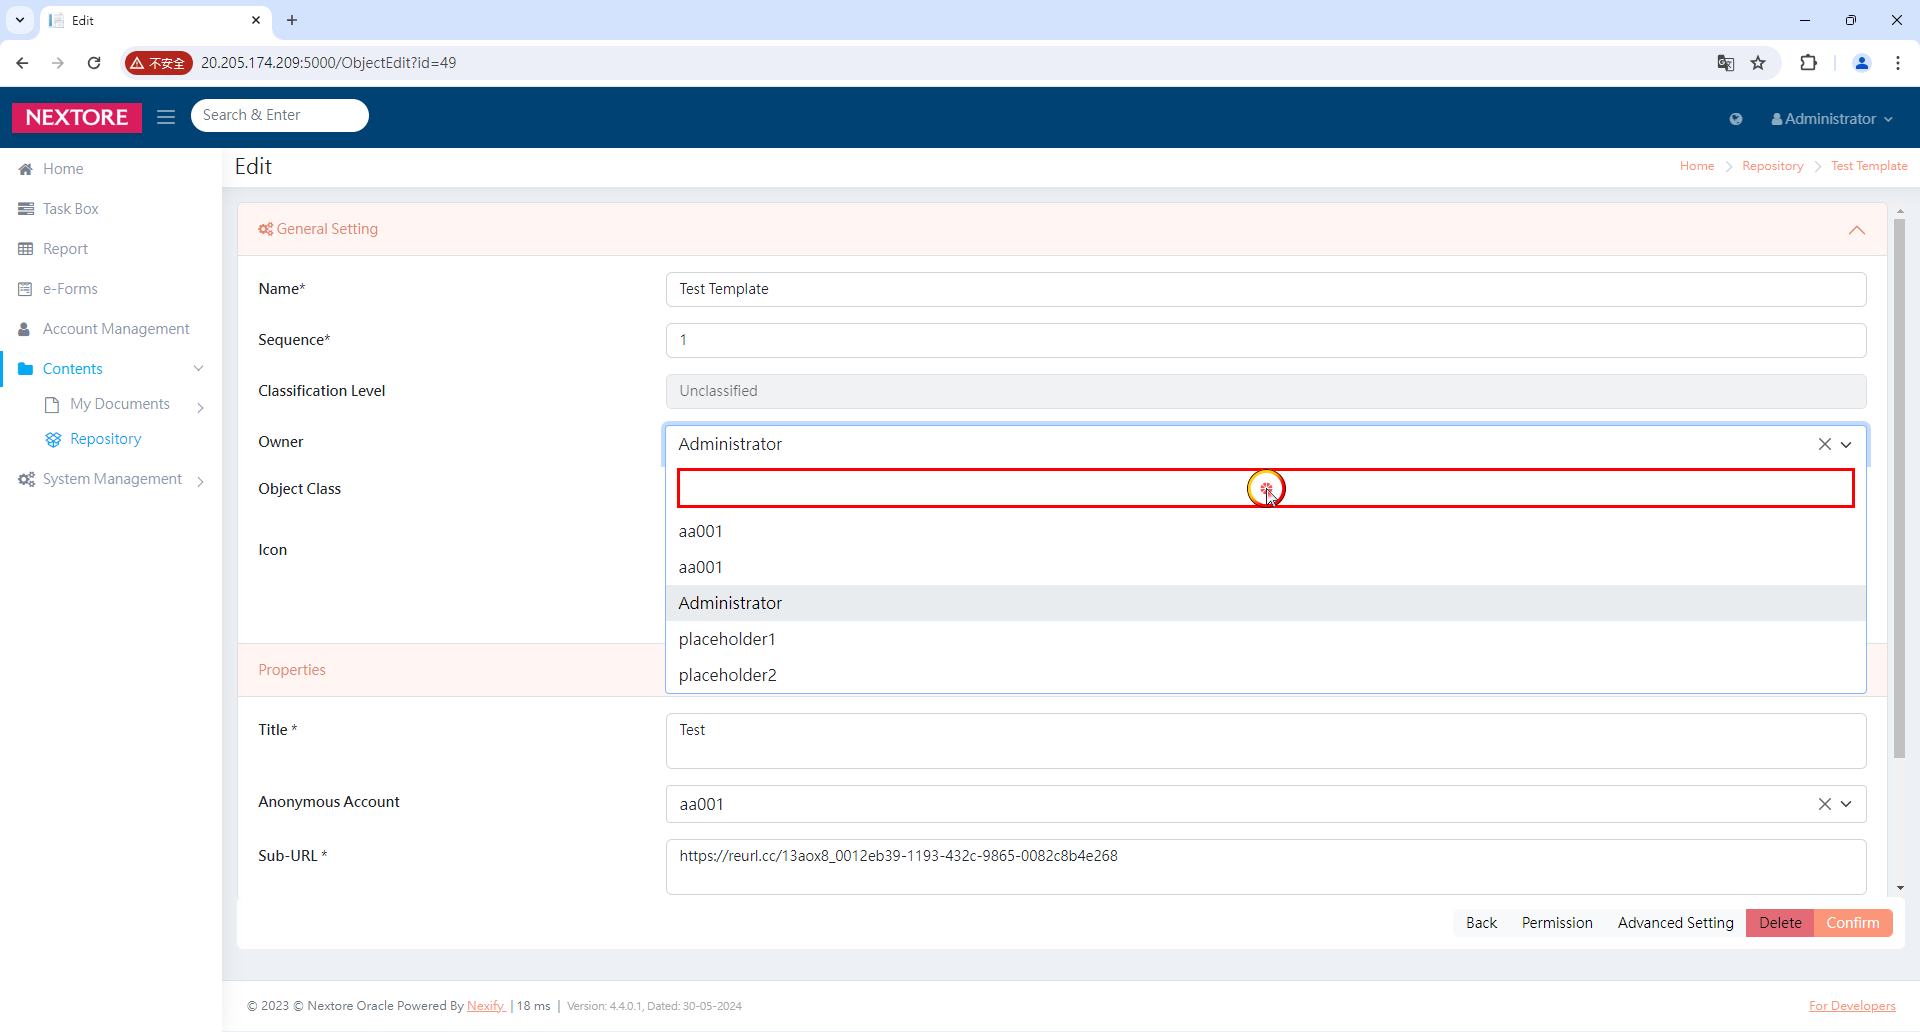 Edit
不安全
20.205.174.209:5000/ObjectEdit?id=49
NEXTORE
Search & Enter
Administrator
Home
Task Box
Report
e-Forms
Account Management
Contents
My Documents
Repository
System Management
Edit
Home
Repository
Test Template
General Setting
Name*
Test Template
Sequence*
1
Classification Level
Unclassified
Owner
Administrator
Object Class
aa001
Icon
aa001
Administrator
placeholder1
placeholder2
Properties
Title *
Test
Anonymous Account
aa001
Sub-URL *
https://reurl.cc/13aox8_0012eb39-1193-432c-9865-0082c8b4e268
Back
Permission
Advanced Setting
Delete
Confirm
© 2023 © Nextore Oracle Powered By Nexify | 18 ms | Version: 4.4.0.1, Dated: 30-05-2024
For Developers